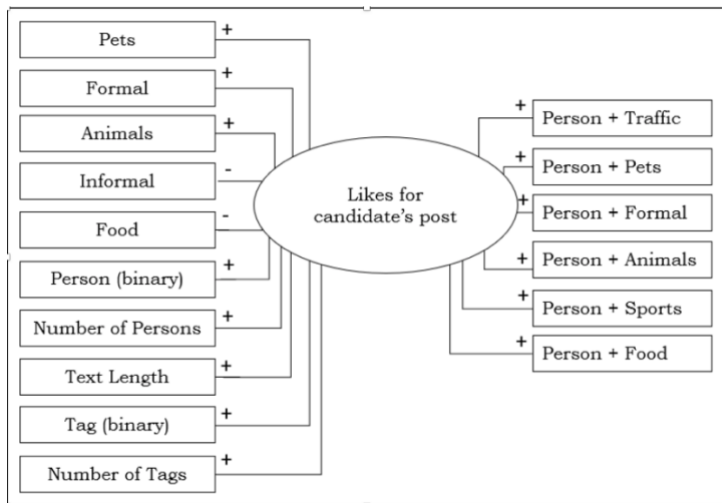 Pets
+
Formal
+
Animals
+
Informal
-
Food
-
Person (binary)
+
Number of Persons
+
Text Length
+
Tag (binary)
+
Number of Tags
+
Likes for
candidate's post
+
Person + Traffic
+
Person + Pets
+
Person + Formal
+
Person + Animals
+
Person + Sports
+
Person + Food